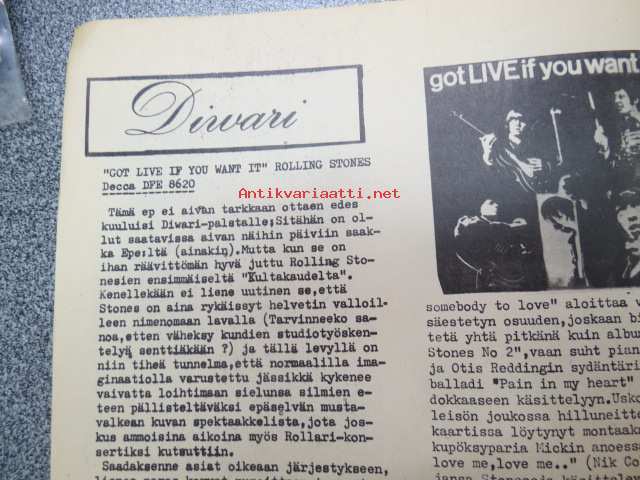 Diwari
"GOT LIVE IF YOU WANT IT" ROLLING STONES
Decca DFE 8620
Antikvariaatti.net
Tämä ep ei aivan tarkkaan ottaen edes
kuuluisi Diwari-palstalle;Sitähän on ol-
lut saatavissa aivan näihin päiviin saak-
ka Epe:ltä (ainakin).Mutta kun se on
ihan räävittömän hyvä juttu Rolling Sto-
nesien ensimmäiseltä "Kultakaudelta".
Kenellekään ei liene uutinen se,että
Stones on aina rykäissyt helvetin valloil-
leen nimenomaan lavalla (Tarvinneeko sa-
noa,etten väheksy kundien studiotyösken-
telyä senttiäkään ?) ja tällä levyllä on
niin tiheä tunnelma,että normaalilla ima-
ginaatiolla varustettu jässikkä kykenee
vaivatta loihtimaan sielunsa silmien e-
teen pällisteltäväksi epäselvän musta-
valkean kuvan spektaakkelista,jota jos-
kus ammoisina aikoina myös Rollari-kon-
sertiksi kutsuttiin.
Saadaksenne asiat oikeaan järjestykseen,
got LIVE if you want
somebody to love" aloittaa
säestetyn osuuden,joskaan
tetä yhtä pitkänä kuin album
Stones No 2",vaan suht pian
ja Otis Reddingin sydäntäri
balladi "Pain in my heart"
dokkaaseen käsittelyyn.Usko
leisön joukossa hilluneitte
kaartissa löytynyt montaak
kupöksyparia Mickin anoess
love me,love me.." (Nik Co